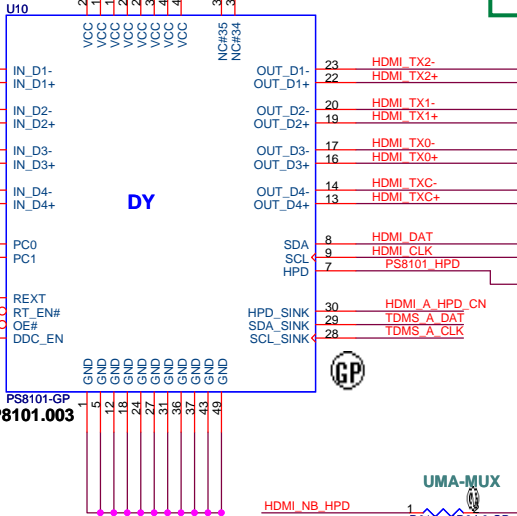 U10
VCC VCC VCC VCC VCC VCC VCC VCC NC#35 NC#34
IN_D1- OUT_D1- 23 HDMI_TX2-
IN_D1+ OUT_D1+ 22 HDMI_TX2+
IN_D2- OUT_D2- 20 HDMI_TX1-
IN_D2+ OUT_D2+ 19 HDMI_TX1+
IN_D3- OUT_D3- 17 HDMI_TX0-
IN_D3+ OUT_D3+ 16 HDMI_TX0+
IN_D4- OUT_D4- 14 HDMI_TXC-
IN_D4+ OUT_D4+ 13 HDMI_TXC+
DY
PC0 SDA 8 HDMI_DAT
PC1 SCL 9 HDMI_CLK
HPD 7 PS8101_HPD
REXT
RT_EN# HPD_SINK 30 HDMI_A_HPD_CN
OE# SDA_SINK 29 TDMS_A_DAT
DDC_EN SCL_SINK 28 TDMS_A_CLK
GND GND GND GND GND GND GND GND GND GND GND
GP
PS8101-GP
8101.003
1 5 12 18 24 27 31 36 37 43 49
UMA-MUX
HDMI_NB_HPD 1